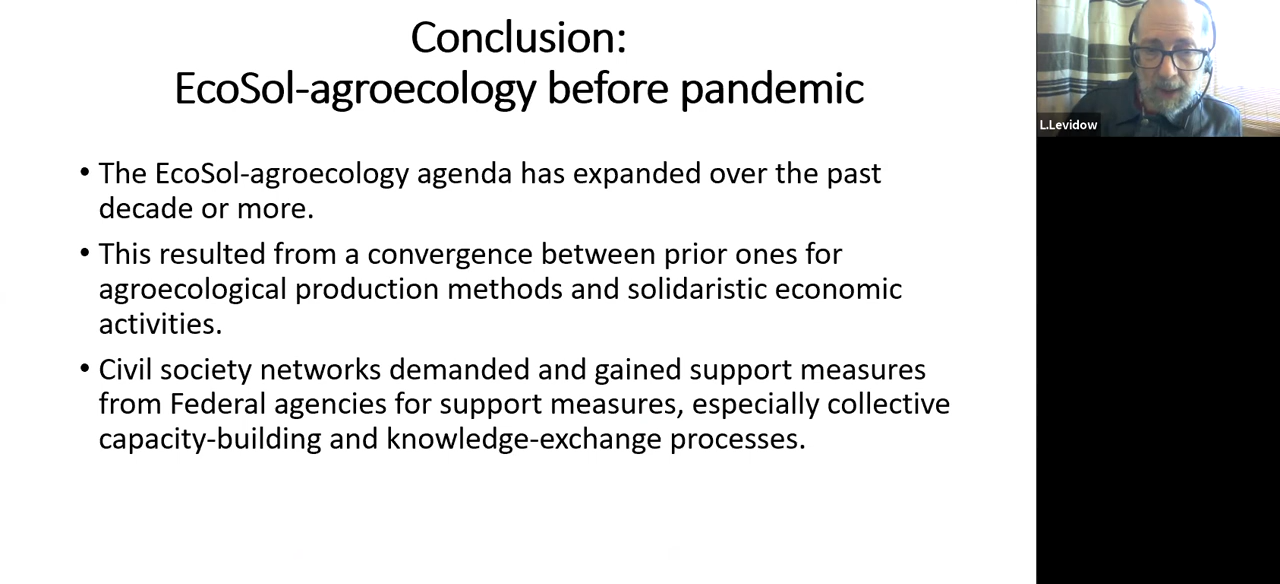 Conclusion:
EcoSol-agroecology before pandemic
• The EcoSol-agroecology agenda has expanded over the past
decade or more.
• This resulted from a convergence between prior ones for
agroecological production methods and solidaristic economic
activities.
• Civil society networks demanded and gained support measures
from Federal agencies for support measures, especially collective
capacity-building and knowledge-exchange processes.
L.Levidow